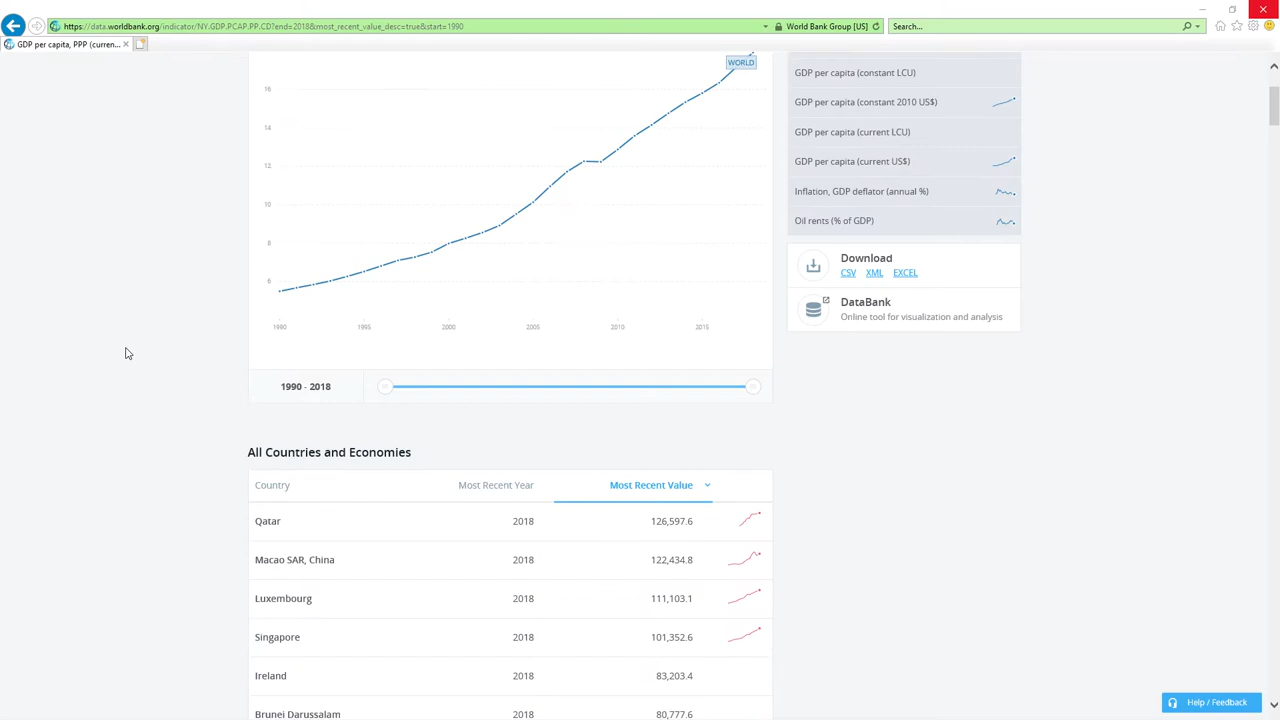 https://data.worldbank.org/indicator/NY.GDP.PCAP.PP.CD?end=2018&most_recent_value_desc=true&start=1990
World Bank Group [US]
Search...
GDP per capita, PPP (curren...
WORLD
16
14
12
10
8
6
1990
1995
2000
2005
2010
2015
1990 - 2018
GDP per capita (constant LCU)
GDP per capita (constant 2010 US$)
GDP per capita (current LCU)
GDP per capita (current US$)
Inflation, GDP deflator (annual %)
Oil rents (% of GDP)
Download
CSV XML EXCEL
DataBank
Online tool for visualization and analysis
All Countries and Economies
Country Most Recent Year Most Recent Value
Qatar 2018 126,597.6
Macao SAR, China 2018 122,434.8
Luxembourg 2018 111,103.1
Singapore 2018 101,352.6
Ireland 2018 83,203.4
Brunei Darussalam 2018 80,777.6
Help / Feedback